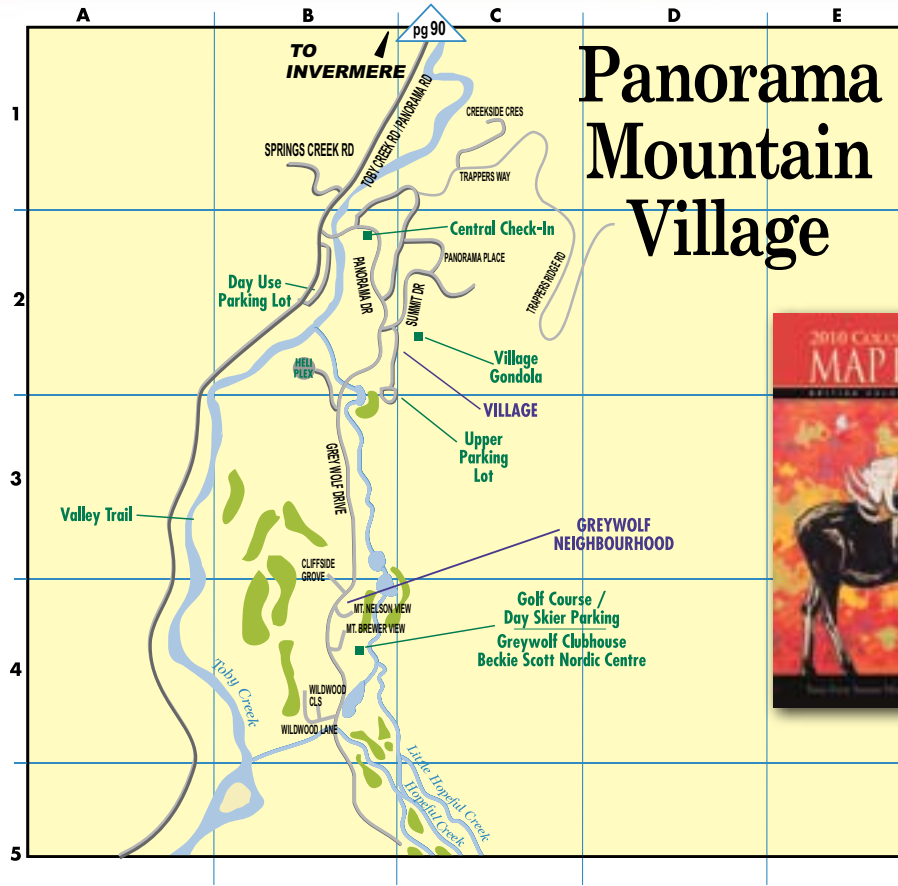 A B C D E
pg 90
TO
INVERMERE
Panorama
Mountain
Village
1
TOBY CREEK RD / PANORAMA RD
CREEKSIDE CRES
SPRINGS CREEK RD
TRAPPERS WAY
Central Check-In
PANORAMA PLACE
PANORAMA DR
TRAPPERS RIDGE RD
Day Use
Parking Lot
2
SUMMIT DR
Village
Gondola
HELI
PLEX
VILLAGE
Upper
Parking
Lot
2010
MAP
3
GREY WOLF DRIVE
Valley Trail
GREYWOLF
NEIGHBOURHOOD
CLIFFSIDE
GROVE
MT. NELSON VIEW
MT. BREWER VIEW
Golf Course /
Day Skier Parking
Greywolf Clubhouse
Beckie Scott Nordic Centre
4
Toby Creek
WILDWOOD
CLS
WILDWOOD LANE
Little Hopeful Creek
Hopeful Creek
5